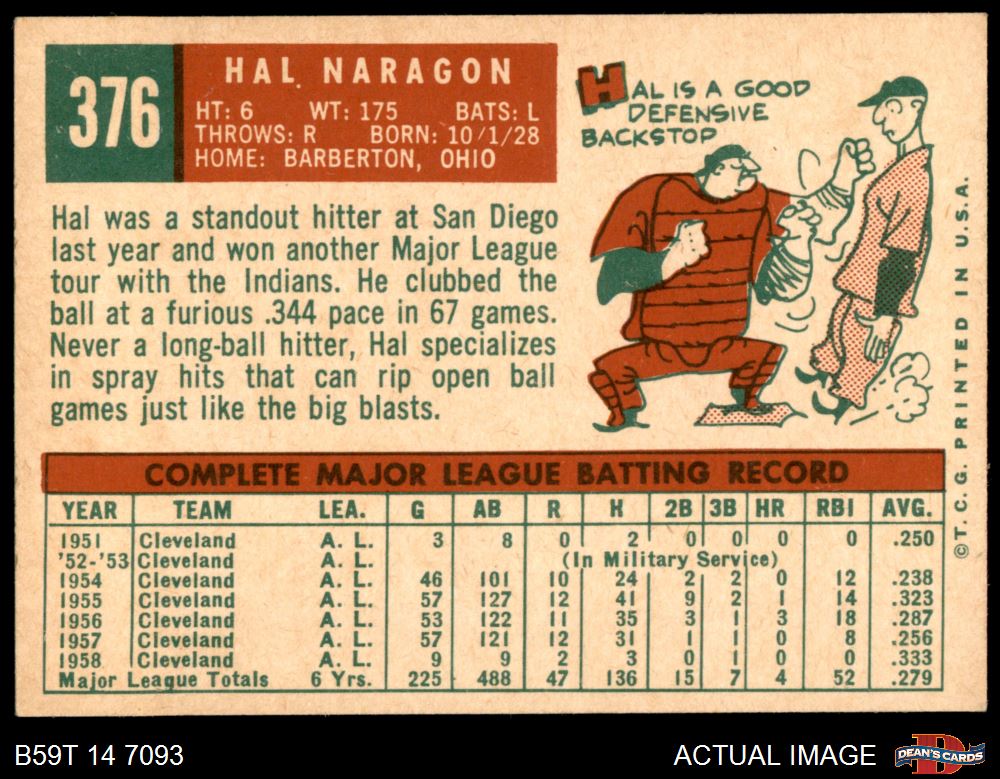 376
HAL NARAGON
HT: 6 WT: 175 BATS: L
THROWS: R BORN: 10/1/28
HOME: BARBERTON, OHIO
HAL IS A GOOD
DEFENSIVE
BACKSTOP
Hal was a standout hitter at San Diego
last year and won another Major League
tour with the Indians. He clubbed the
ball at a furious .344 pace in 67 games.
Never a long-ball hitter, Hal specializes
in spray hits that can rip open ball
games just like the big blasts.
COMPLETE MAJOR LEAGUE BATTING RECORD
YEAR TEAM LEA. G AB R H 2B 3B HR RBI AVG.
1951 Cleveland A. L. 3 8 0 2 0 0 0 0 .250
'52-'53 Cleveland A. L. (In Military Service)
1954 Cleveland A. L. 46 101 10 24 2 2 0 12 .238
1955 Cleveland A. L. 57 127 12 41 9 2 1 14 .323
1956 Cleveland A. L. 53 122 11 35 3 1 3 18 .287
1957 Cleveland A. L. 57 121 12 31 1 1 0 8 .256
1958 Cleveland A. L. 9 9 2 3 0 1 0 0 .333
Major League Totals 6 Yrs. 225 488 47 136 15 7 4 52 .279
©T. C. G. PRINTED IN U.S.A.
B59T 14 7093
ACTUAL IMAGE
D
DEAN'S CARDS